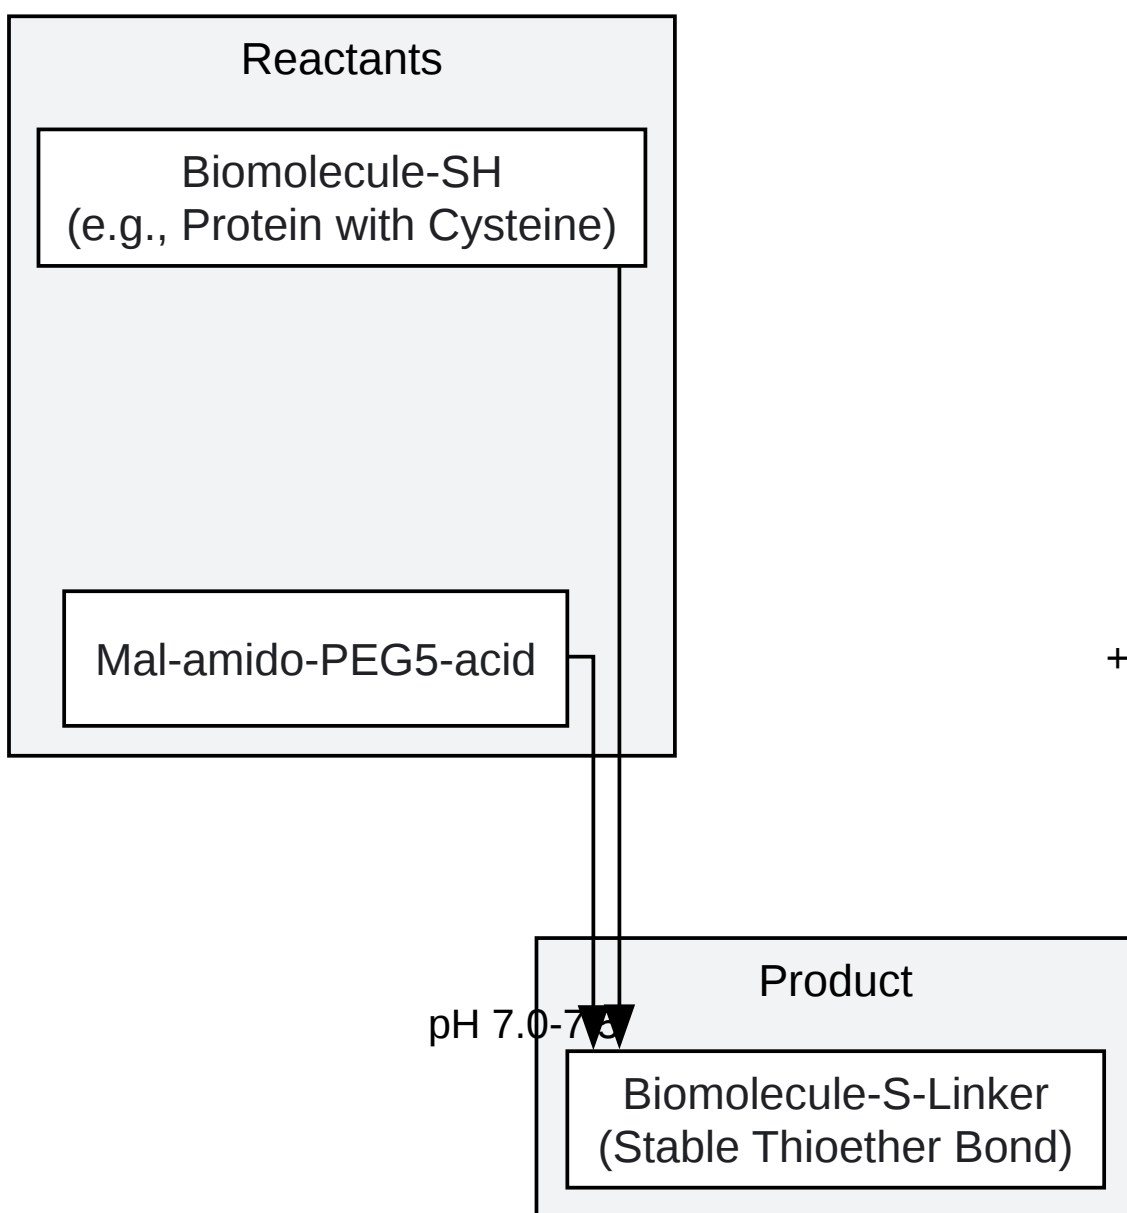 Reactants
Biomolecule-SH
(e.g., Protein with Cysteine)
Mal-amido-PEG5-acid
+
Product
pH 7.0-7.5
Biomolecule-S-Linker
(Stable Thioether Bond)